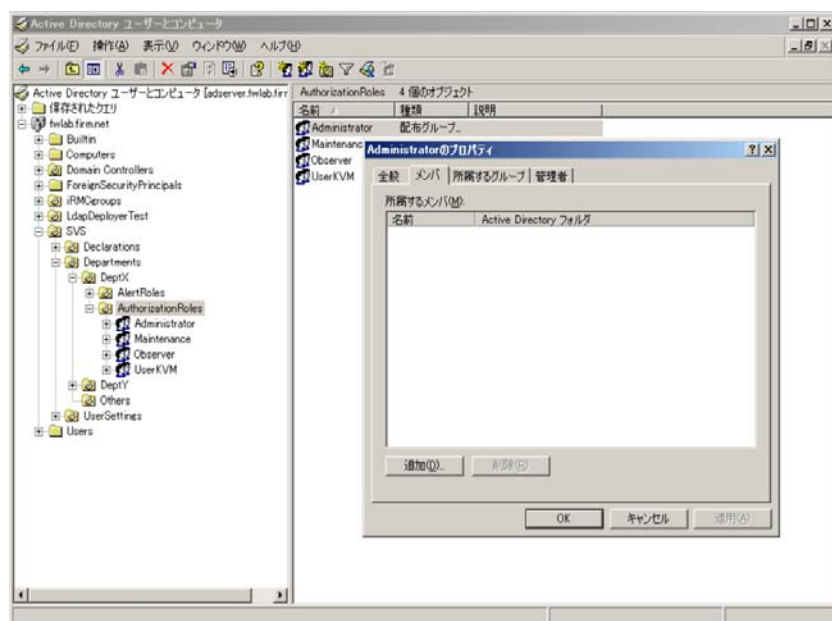 Active Directory ユーザーとコンピュータ
ファイル(F) 操作(A) 表示(V) ウィンドウ(W) ヘルプ(H)
Active Directory ユーザーとコンピュータ [adserver.fwlab.firr
保存されたクエリ
fwlab.firm.net
Builtin
Computers
Domain Controllers
ForeignSecurityPrincipals
iRMCgroups
LdapDeployerTest
SVS
Declarations
Departments
DeptX
AlertRoles
AuthorizationRoles
Administrator
Maintenance
Observer
UserKVM
DeptY
Others
UserSettings
Users
AuthorizationRoles 4 個のオブジェクト
名前 種類 説明
Administrator 配布グループ...
Maintenanc
Observer
UserKVM
Administratorのプロパティ
全般 メンバ 所属するグループ 管理者
所属するメンバ(M):
名前 Active Directory フォルダ
追加(D)... 削除(R)
OK キャンセル 適用(A)